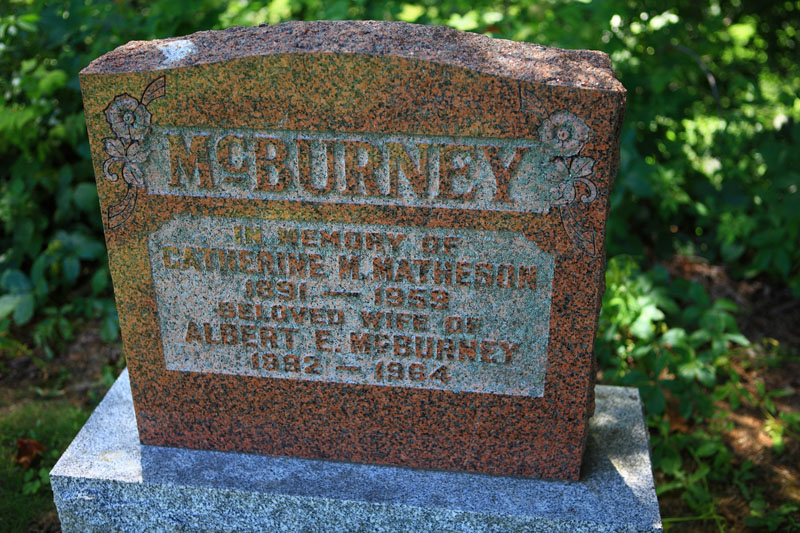 McBURNEY
IN MEMORY OF
CATHERINE M. MATHESON
1891 — 1959
BELOVED WIFE OF
ALBERT E. McBURNEY
1882 — 1964